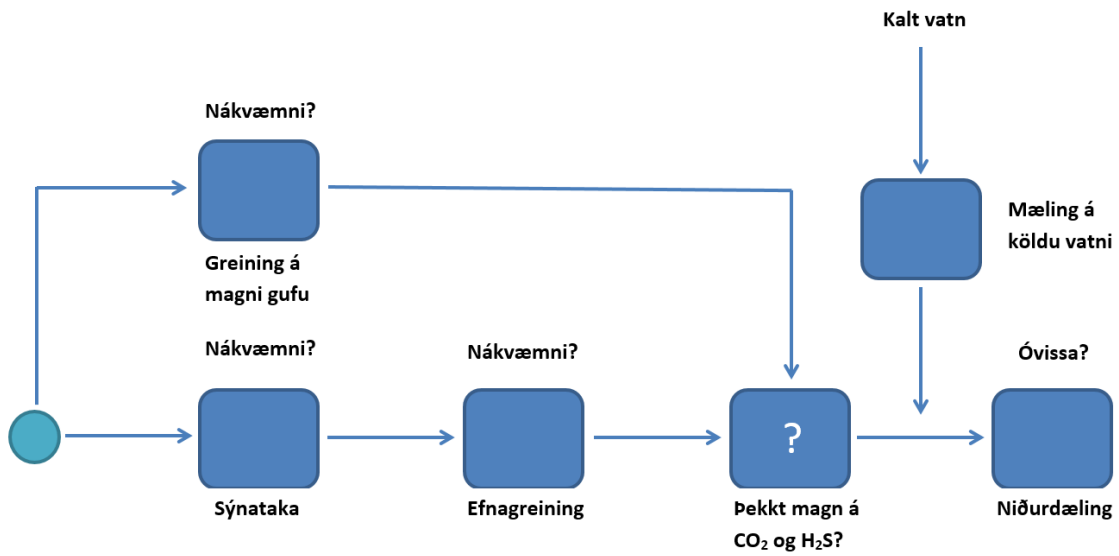 Kalt vatn
Nákvæmni?
Mæling á
köldu vatni
Greining á
magni gufu
Nákvæmni?
Nákvæmni?
Óvissa?
?
Sýnataka
Efnagreining
Þekkt magn á
CO₂ og H₂S?
Niðurdæling